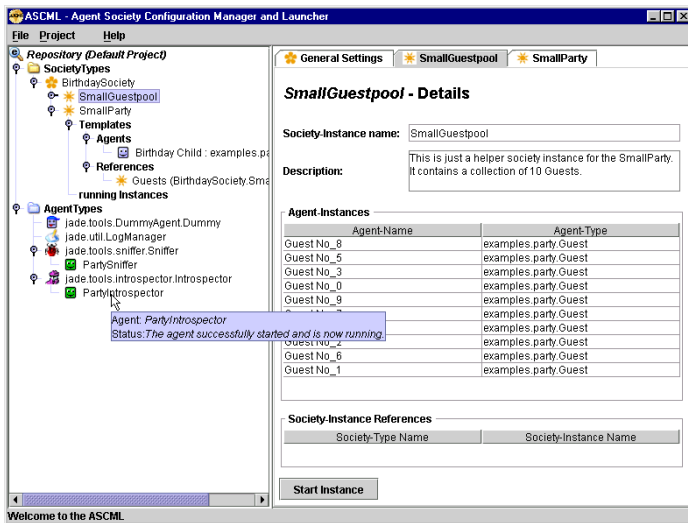 ASCML - Agent Society Configuration Manager and Launcher
File Project Help
Repository (Default Project)
SocietyTypes
BirthdaySociety
SmallGuestpool
SmallParty
Templates
Agents
Birthday Child : examples.pa
References
Guests (BirthdaySociety.Sma
running Instances
AgentTypes
jade.tools.DummyAgent.Dummy
jade.util.LogManager
jade.tools.sniffer.Sniffer
PartySniffer
jade.tools.introspector.Introspector
PartyIntrospector
Agent: PartyIntrospector
Status:The agent successfully started and is now running.
General Settings SmallGuestpool SmallParty
SmallGuestpool - Details
Society-Instance name: SmallGuestpool
Description: This is just a helper society instance for the SmallParty.
It contains a collection of 10 Guests.
Agent-Instances
Agent-Name Agent-Type
Guest No_8 examples.party.Guest
Guest No_5 examples.party.Guest
Guest No_3 examples.party.Guest
Guest No_0 examples.party.Guest
Guest No_9 examples.party.Guest
examples.party.Guest
examples.party.Guest
examples.party.Guest
Guest No_2 examples.party.Guest
Guest No_6 examples.party.Guest
Guest No_1 examples.party.Guest
Society-Instance References
Society-Type Name Society-Instance Name
Start Instance
Welcome to the ASCML